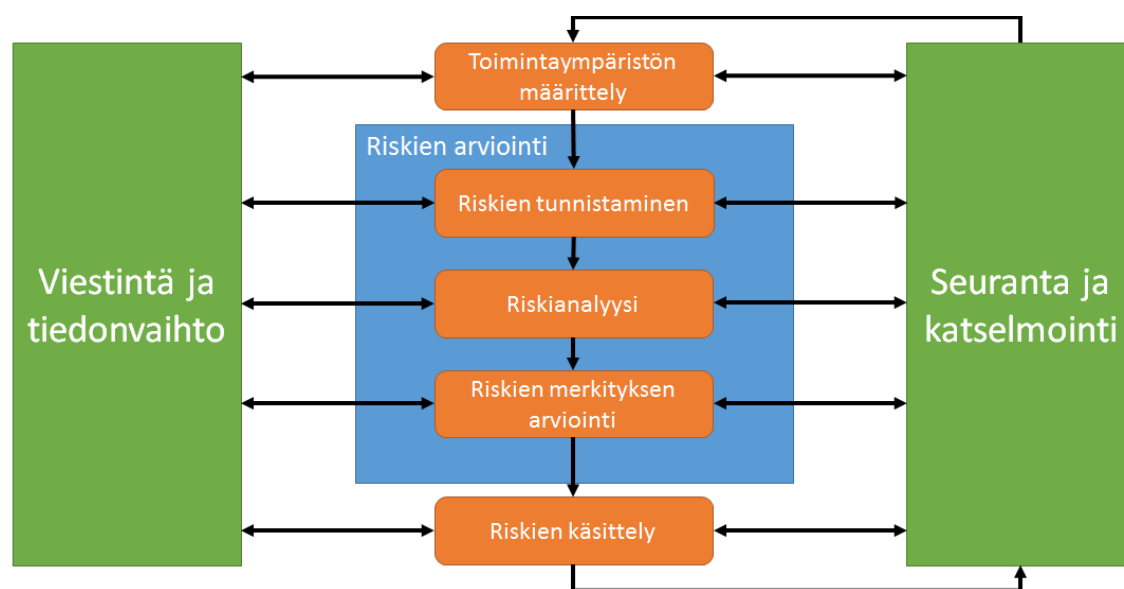 Toimintaympäristön
määrittely
Riskien arviointi
Riskien tunnistaminen
Viestintä ja
tiedonvaihto
Riskianalyysi
Seuranta ja
katselmointi
Riskien merkityksen
arviointi
Riskien käsittely